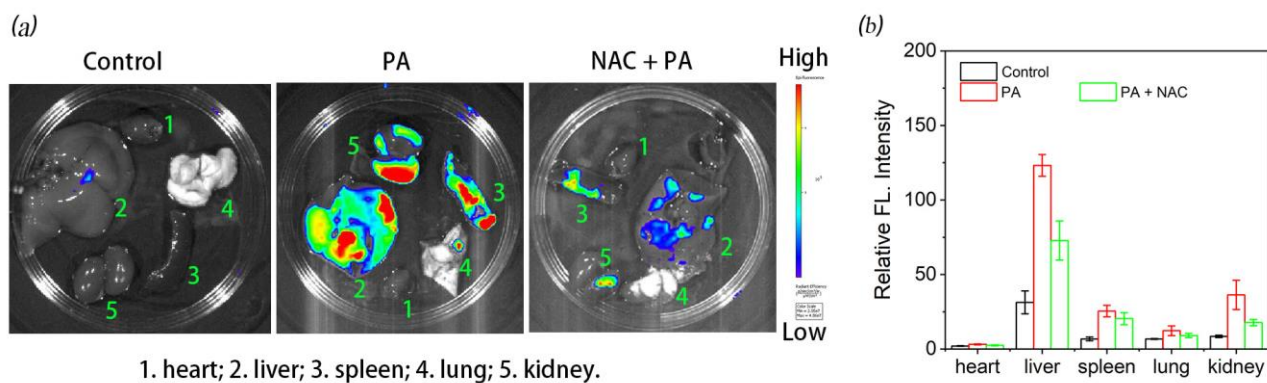 (a)
Control
PA
NAC + PA
High
Low
1
2
3
4
5
5
3
4
2
1
1
3
2
5
4
1. heart; 2. liver; 3. spleen; 4. lung; 5. kidney.
(b)
200
150
100
50
0
Relative FL. Intensity
Control
PA
PA + NAC
heart liver spleen lung kidney